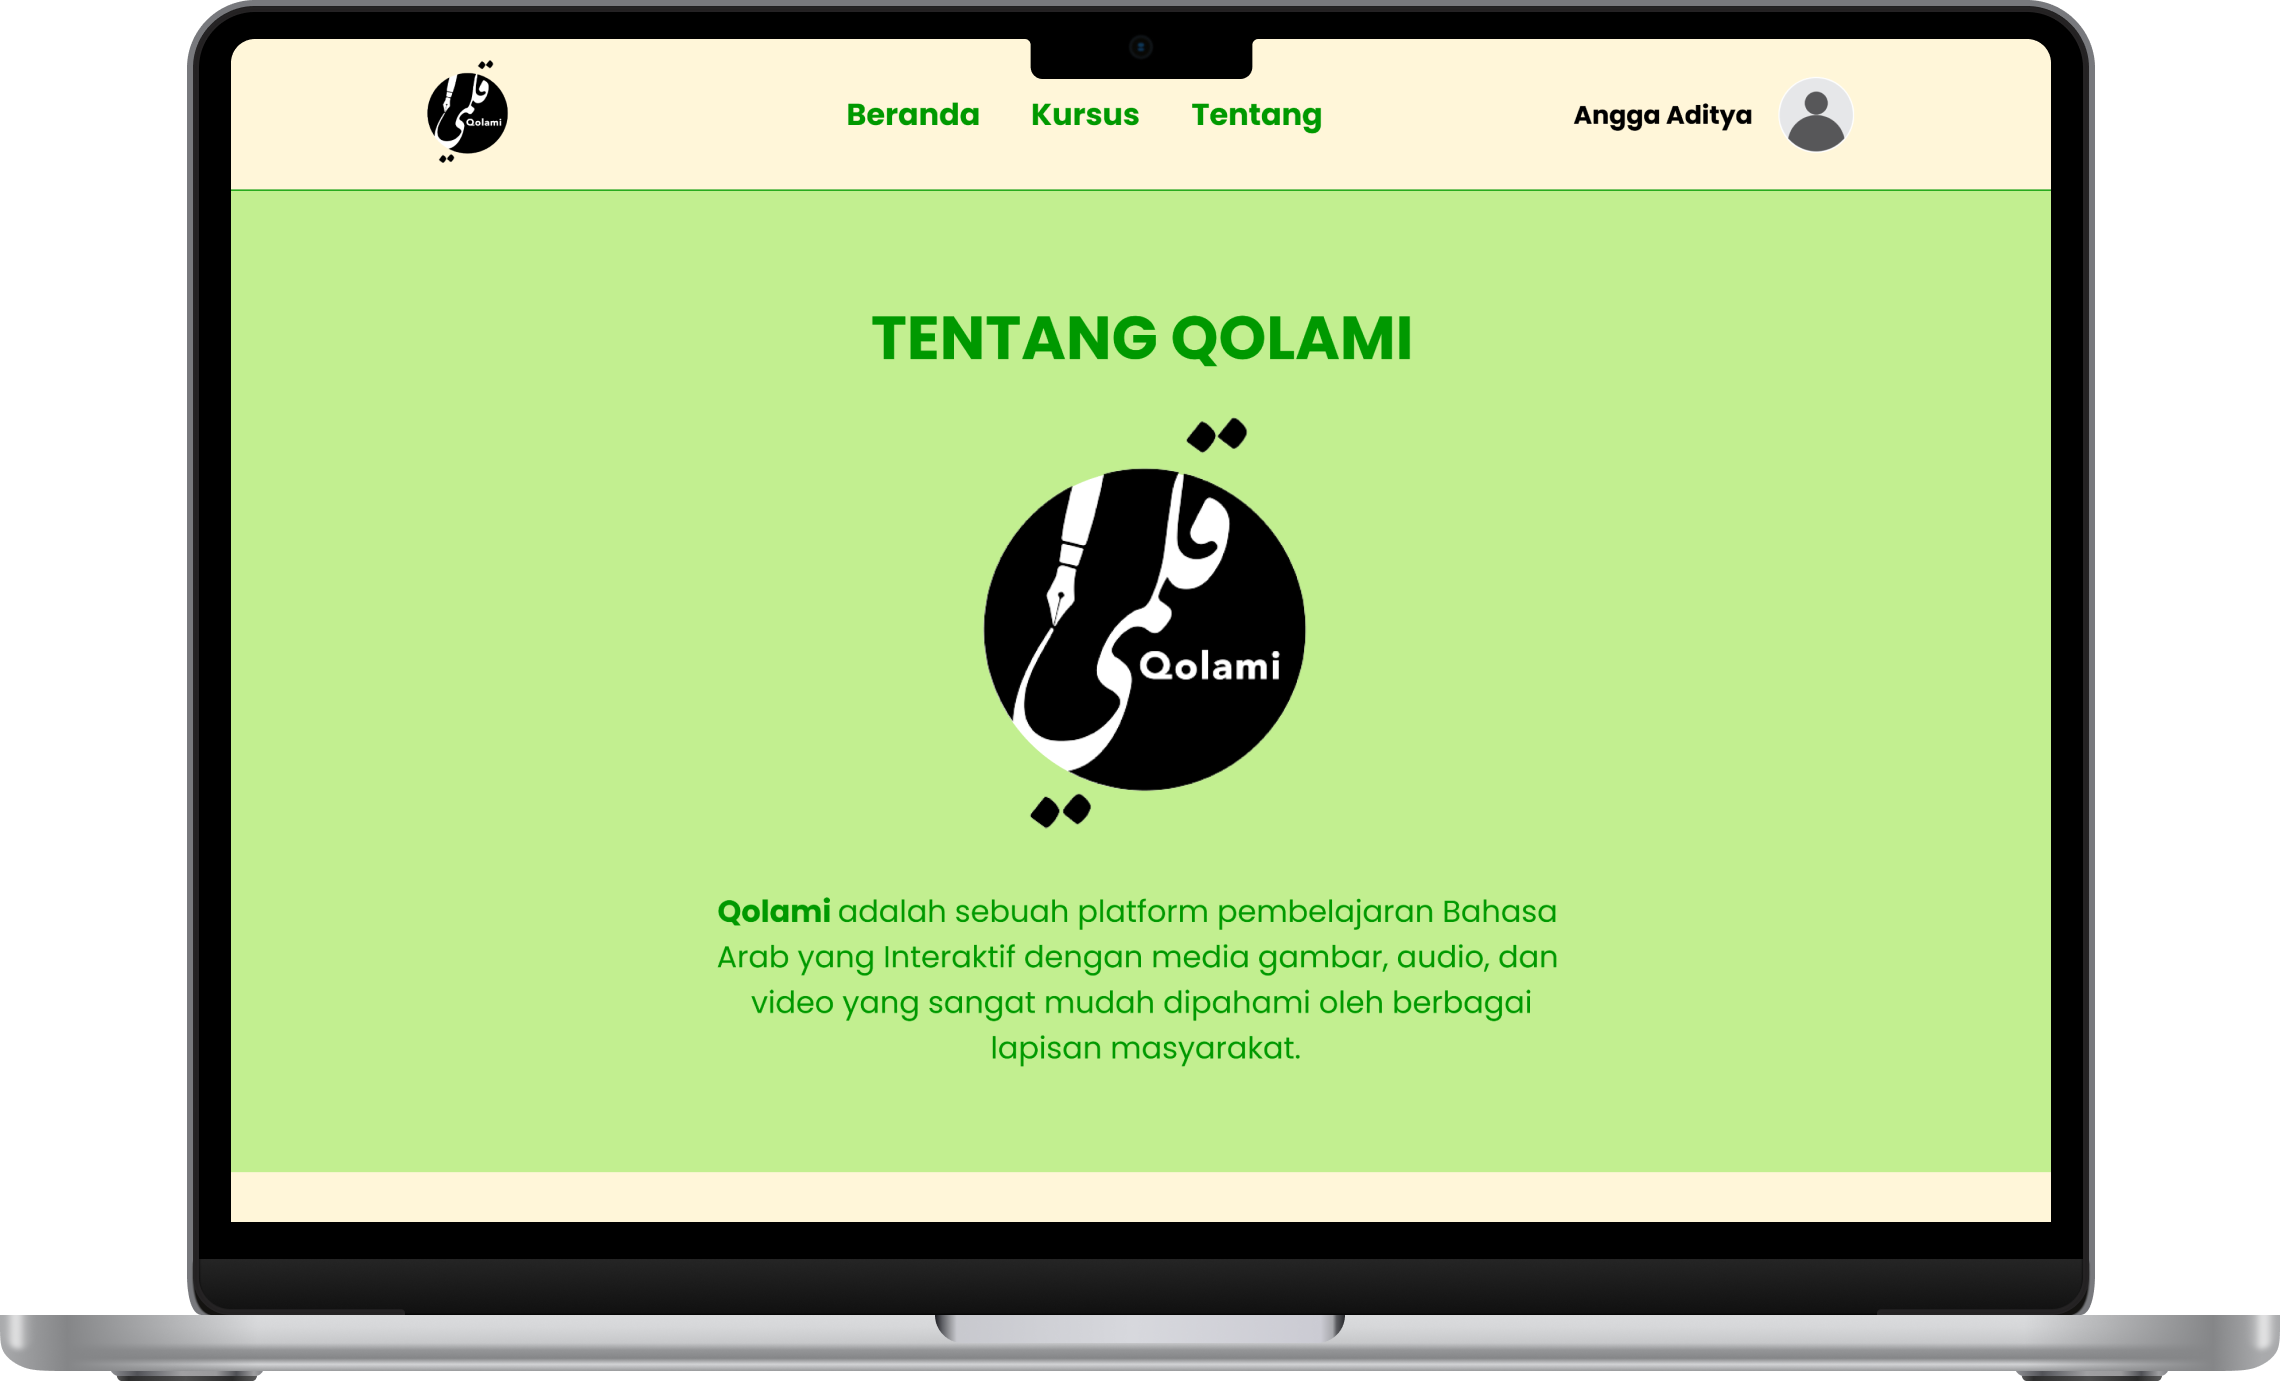 قلمي
Qolami
Beranda Kursus Tentang
Angga Aditya
TENTANG QOLAMI
قلمي
Qolami
Qolami adalah sebuah platform pembelajaran Bahasa
Arab yang Interaktif dengan media gambar, audio, dan
video yang sangat mudah dipahami oleh berbagai
lapisan masyarakat.